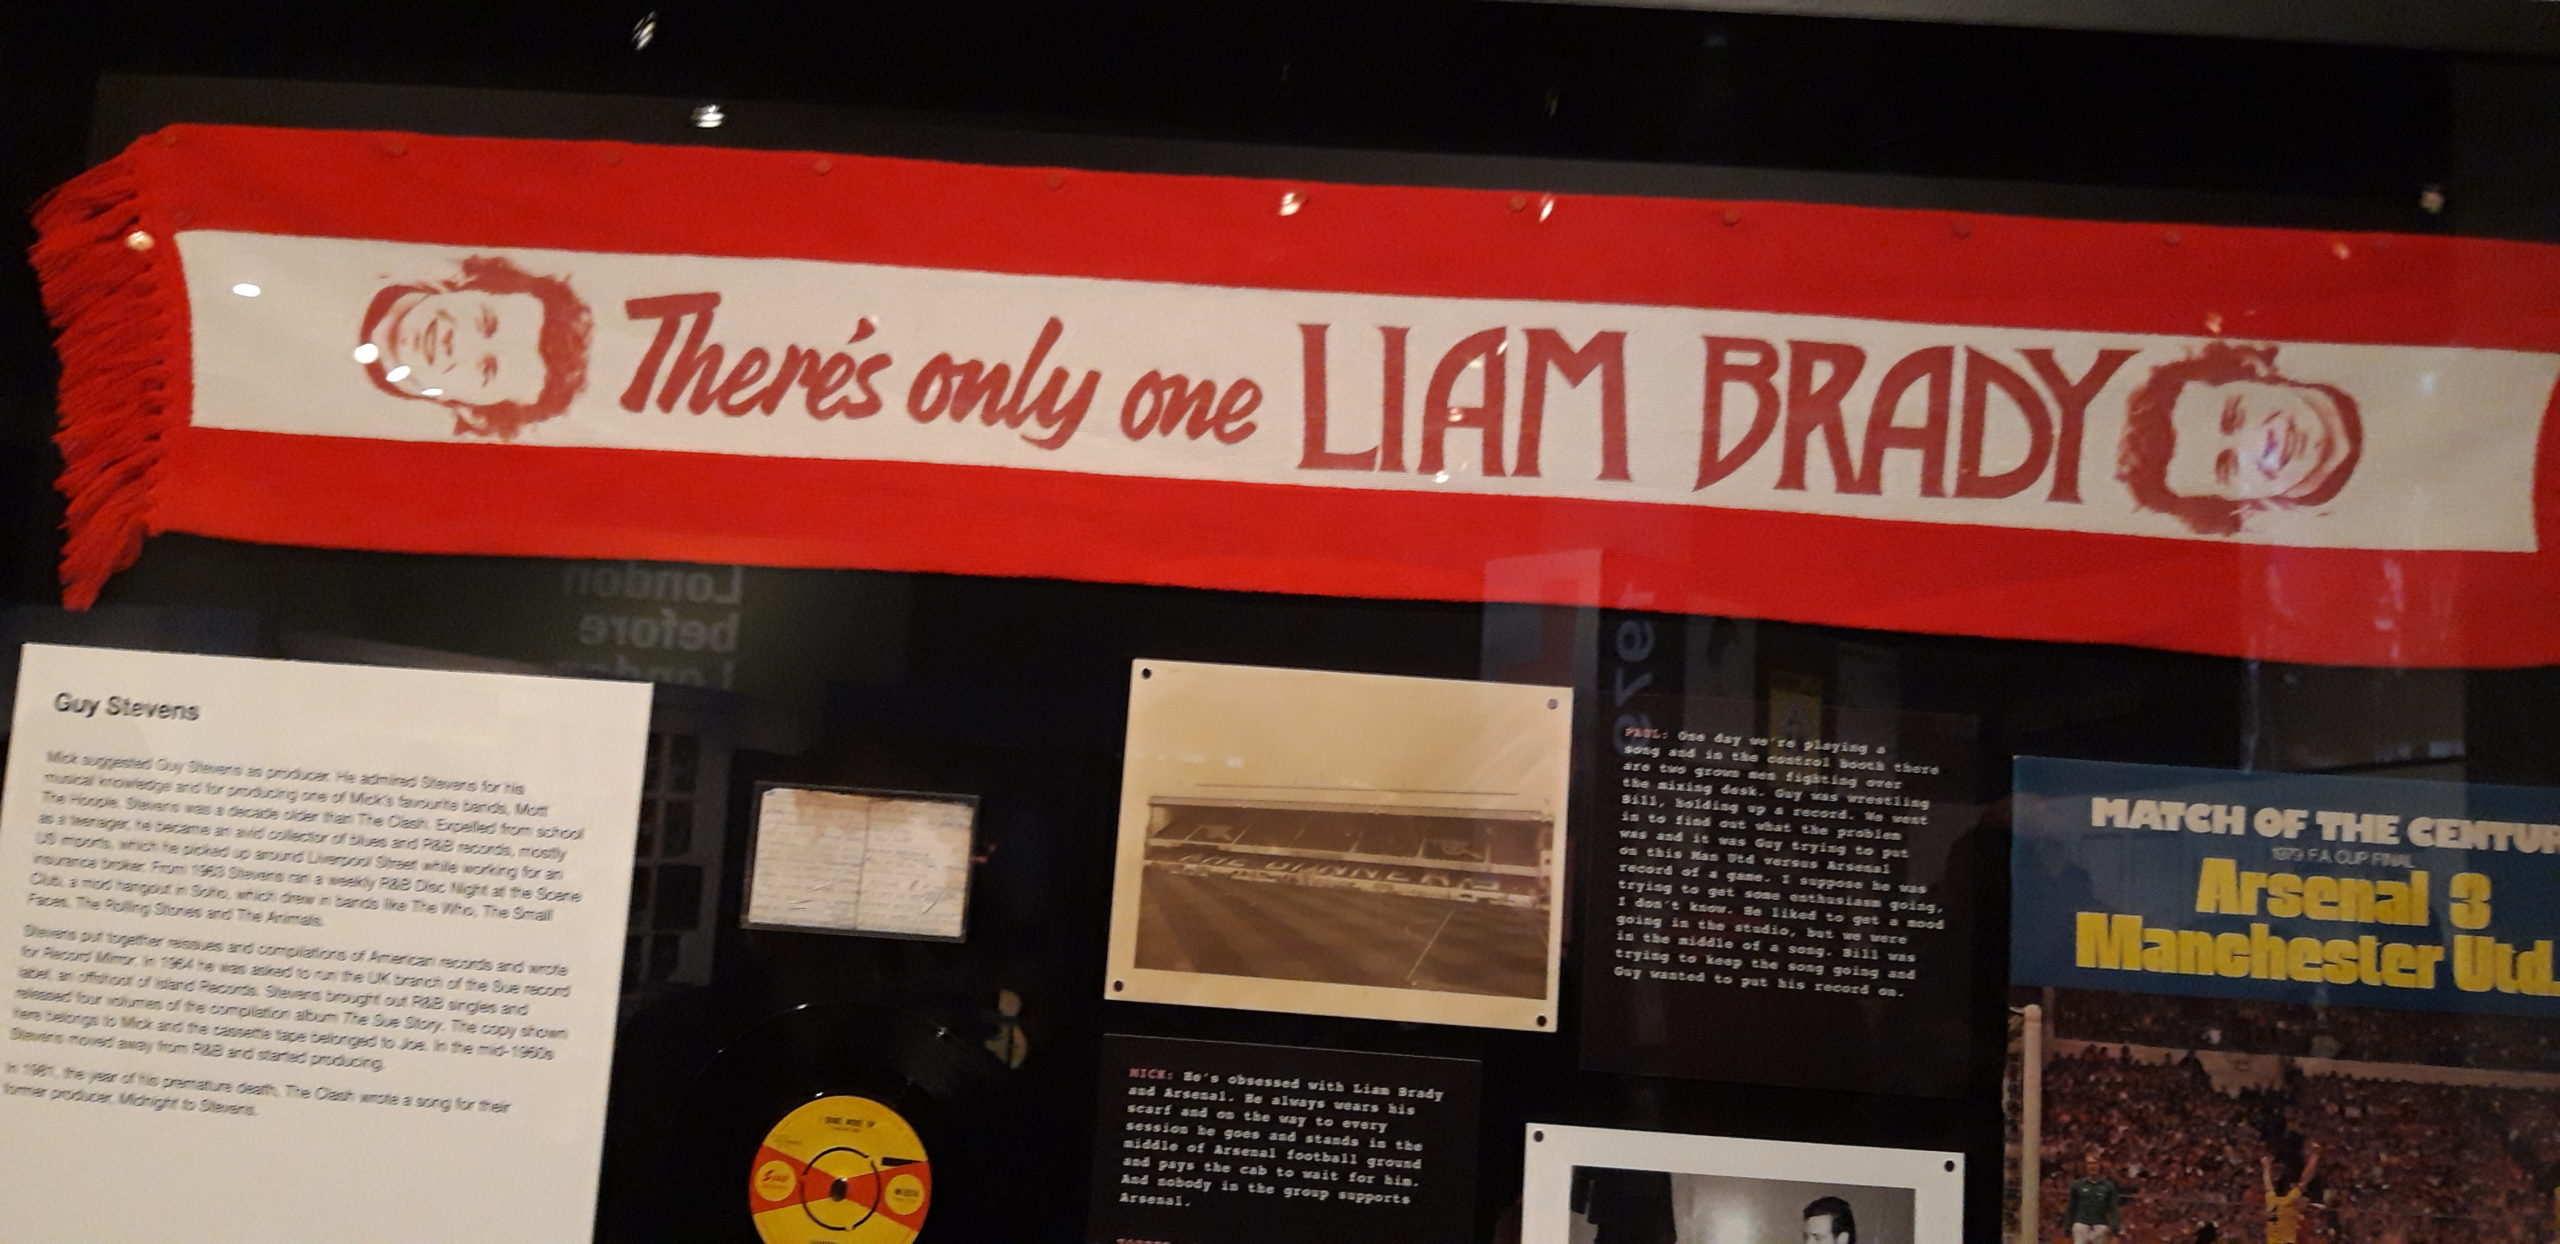 There's only one LIAM BRADY
Guy Stevens
Mick suggested Guy Stevens as producer. He admired Stevens for his
musical knowledge and for producing one of Mick's favourite bands, Mott
The Hoople. Stevens was a decade older than The Clash. Expelled from school
as a teenager, he became an avid collector of blues and R&B records, mostly
US imports, which he picked up around Liverpool Street while working for an
insurance broker. From 1963 Stevens ran a weekly R&B Disc Night at the Scene
Club, a mod hangout in Soho, which drew in bands like The Who, The Small
Faces, The Rolling Stones and The Animals.
Stevens put together reissues and compilations of American records and wrote
for Record Mirror. In 1964 he was asked to run the UK branch of the Sue record
label, an offshoot of Island Records. Stevens brought out R&B singles and
released four volumes of the compilation album The Sue Story. The copy shown
here belongs to Mick and the cassette tape belonged to Joe. In the mid-1960s
Stevens moved away from R&B and started producing.
In 1981, the year of his premature death, The Clash wrote a song for their
former producer, Midnight to Stevens.
London
before
London
1976
PAUL: One day we're playing a
song and in the control booth there
are two grown men fighting over
the mixing desk. Guy was wrestling
Bill, holding up a record. We went
in to find out what the problem
was and it was Guy trying to put
on this Man Utd versus Arsenal
record of a game. I suppose he was
trying to get some enthusiasm going,
I don't know. He liked to get a mood
going in the studio, but we were
in the middle of a song. Bill was
trying to keep the song going and
Guy wanted to put his record on.
MICK: He's obsessed with Liam Brady
and Arsenal. He always wears his
scarf and on the way to every
session he goes and stands in the
middle of Arsenal football ground
and pays the cab to wait for him.
And nobody in the group supports
Arsenal.
MATCH OF THE CENTUR
1979 F.A. CUP FINAL
Arsenal 3
Manchester Utd.
Sue